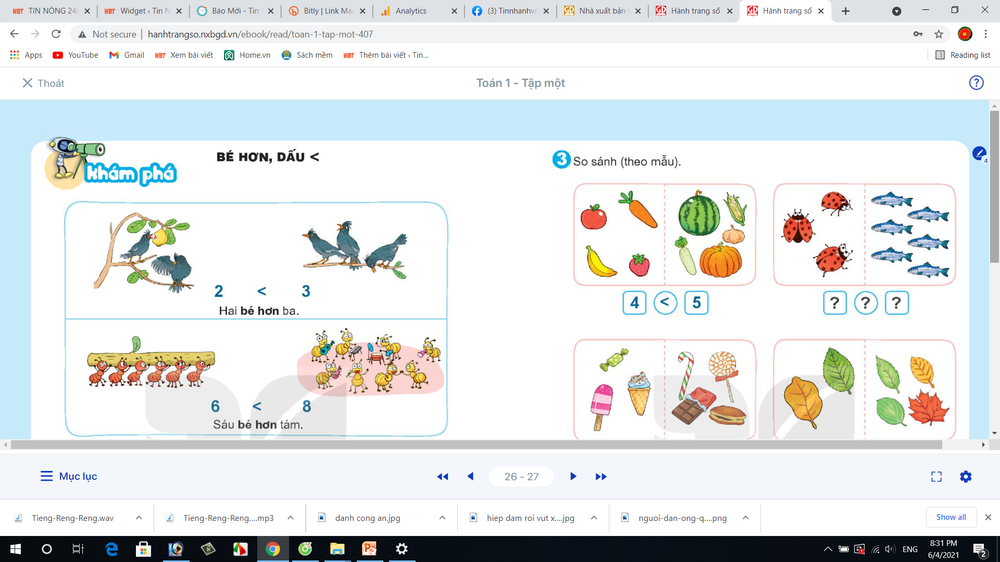 TIN NÓNG 24
Widget ‹ Tin N
Báo Mới - Tin
Bitly | Link Ma
Analytics
(3) Tinnhanhvn
Nhà xuất bản
Hành trang số
Hành trang số
Not secure | hanhtrangso.nxbgd.vn/ebook/read/toan-1-tap-mot-407
Apps YouTube Gmail Xem bài viết Home.vn Sách mềm Thêm bài viết ‹ Tin... Reading list
Thoát
Toán 1 - Tập một
?
Khám phá
BÉ HƠN, DẤU <
2 < 3
Hai bé hơn ba.
6 < 8
Sáu bé hơn tám.
3 So sánh (theo mẫu).
4
4 < 5
? ? ?
Mục lục
26 - 27
Tieng-Reng-Reng.wav
Tieng-Reng-Reng....mp3
danh cong an.jpg
hiep dam roi vut x....jpg
nguoi-dan-ong-q....png
Show all
ENG
8:31 PM
6/4/2021
2